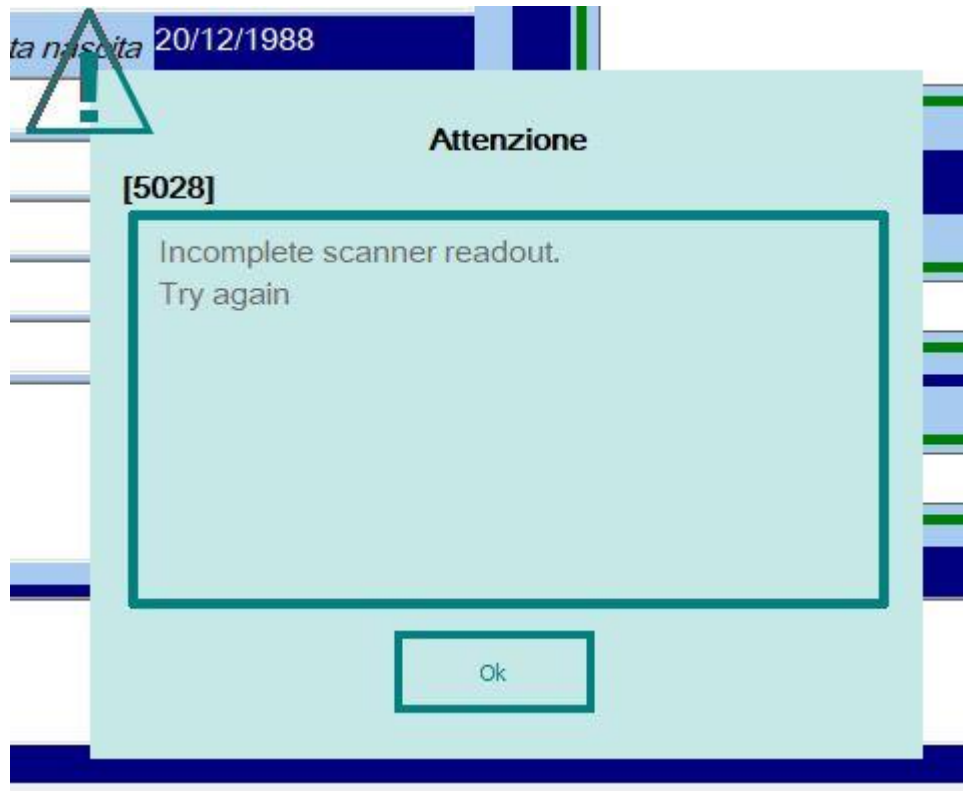 ta nascita 20/12/1988
!
Attenzione
[5028]
Incomplete scanner readout.
Try again
Ok